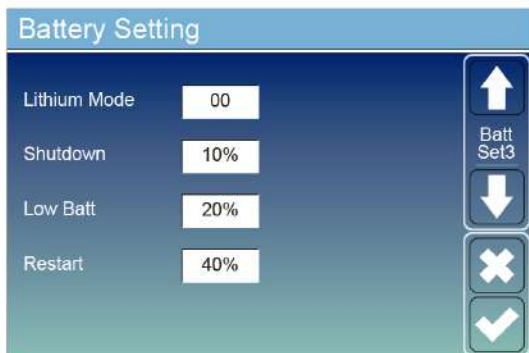 Battery Setting
Lithium Mode 00
Shutdown 10%
Low Batt 20%
Restart 40%
Batt
Set3